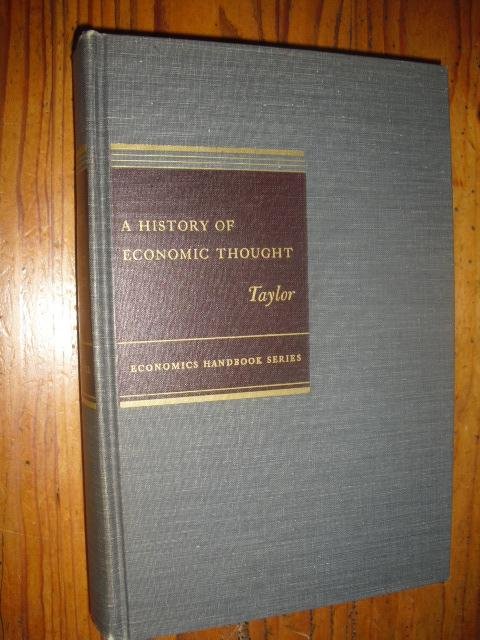 A HISTORY OF
ECONOMIC THOUGHT
Taylor
ECONOMICS HANDBOOK SERIES